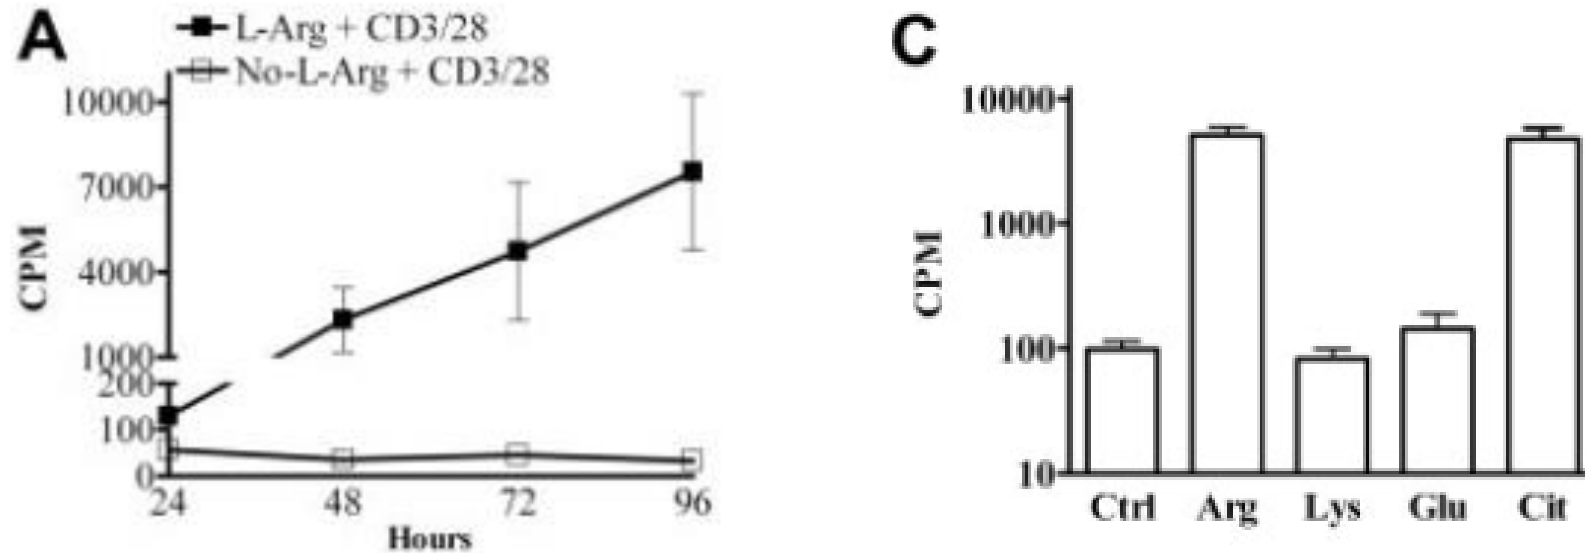 A
L-Arg + CD3/28
No-L-Arg + CD3/28
10000
7000
4000
1000
200
100
0
CPM
24 48 72 96
Hours
C
10000
1000
100
10
CPM
Ctrl Arg Lys Glu Cit